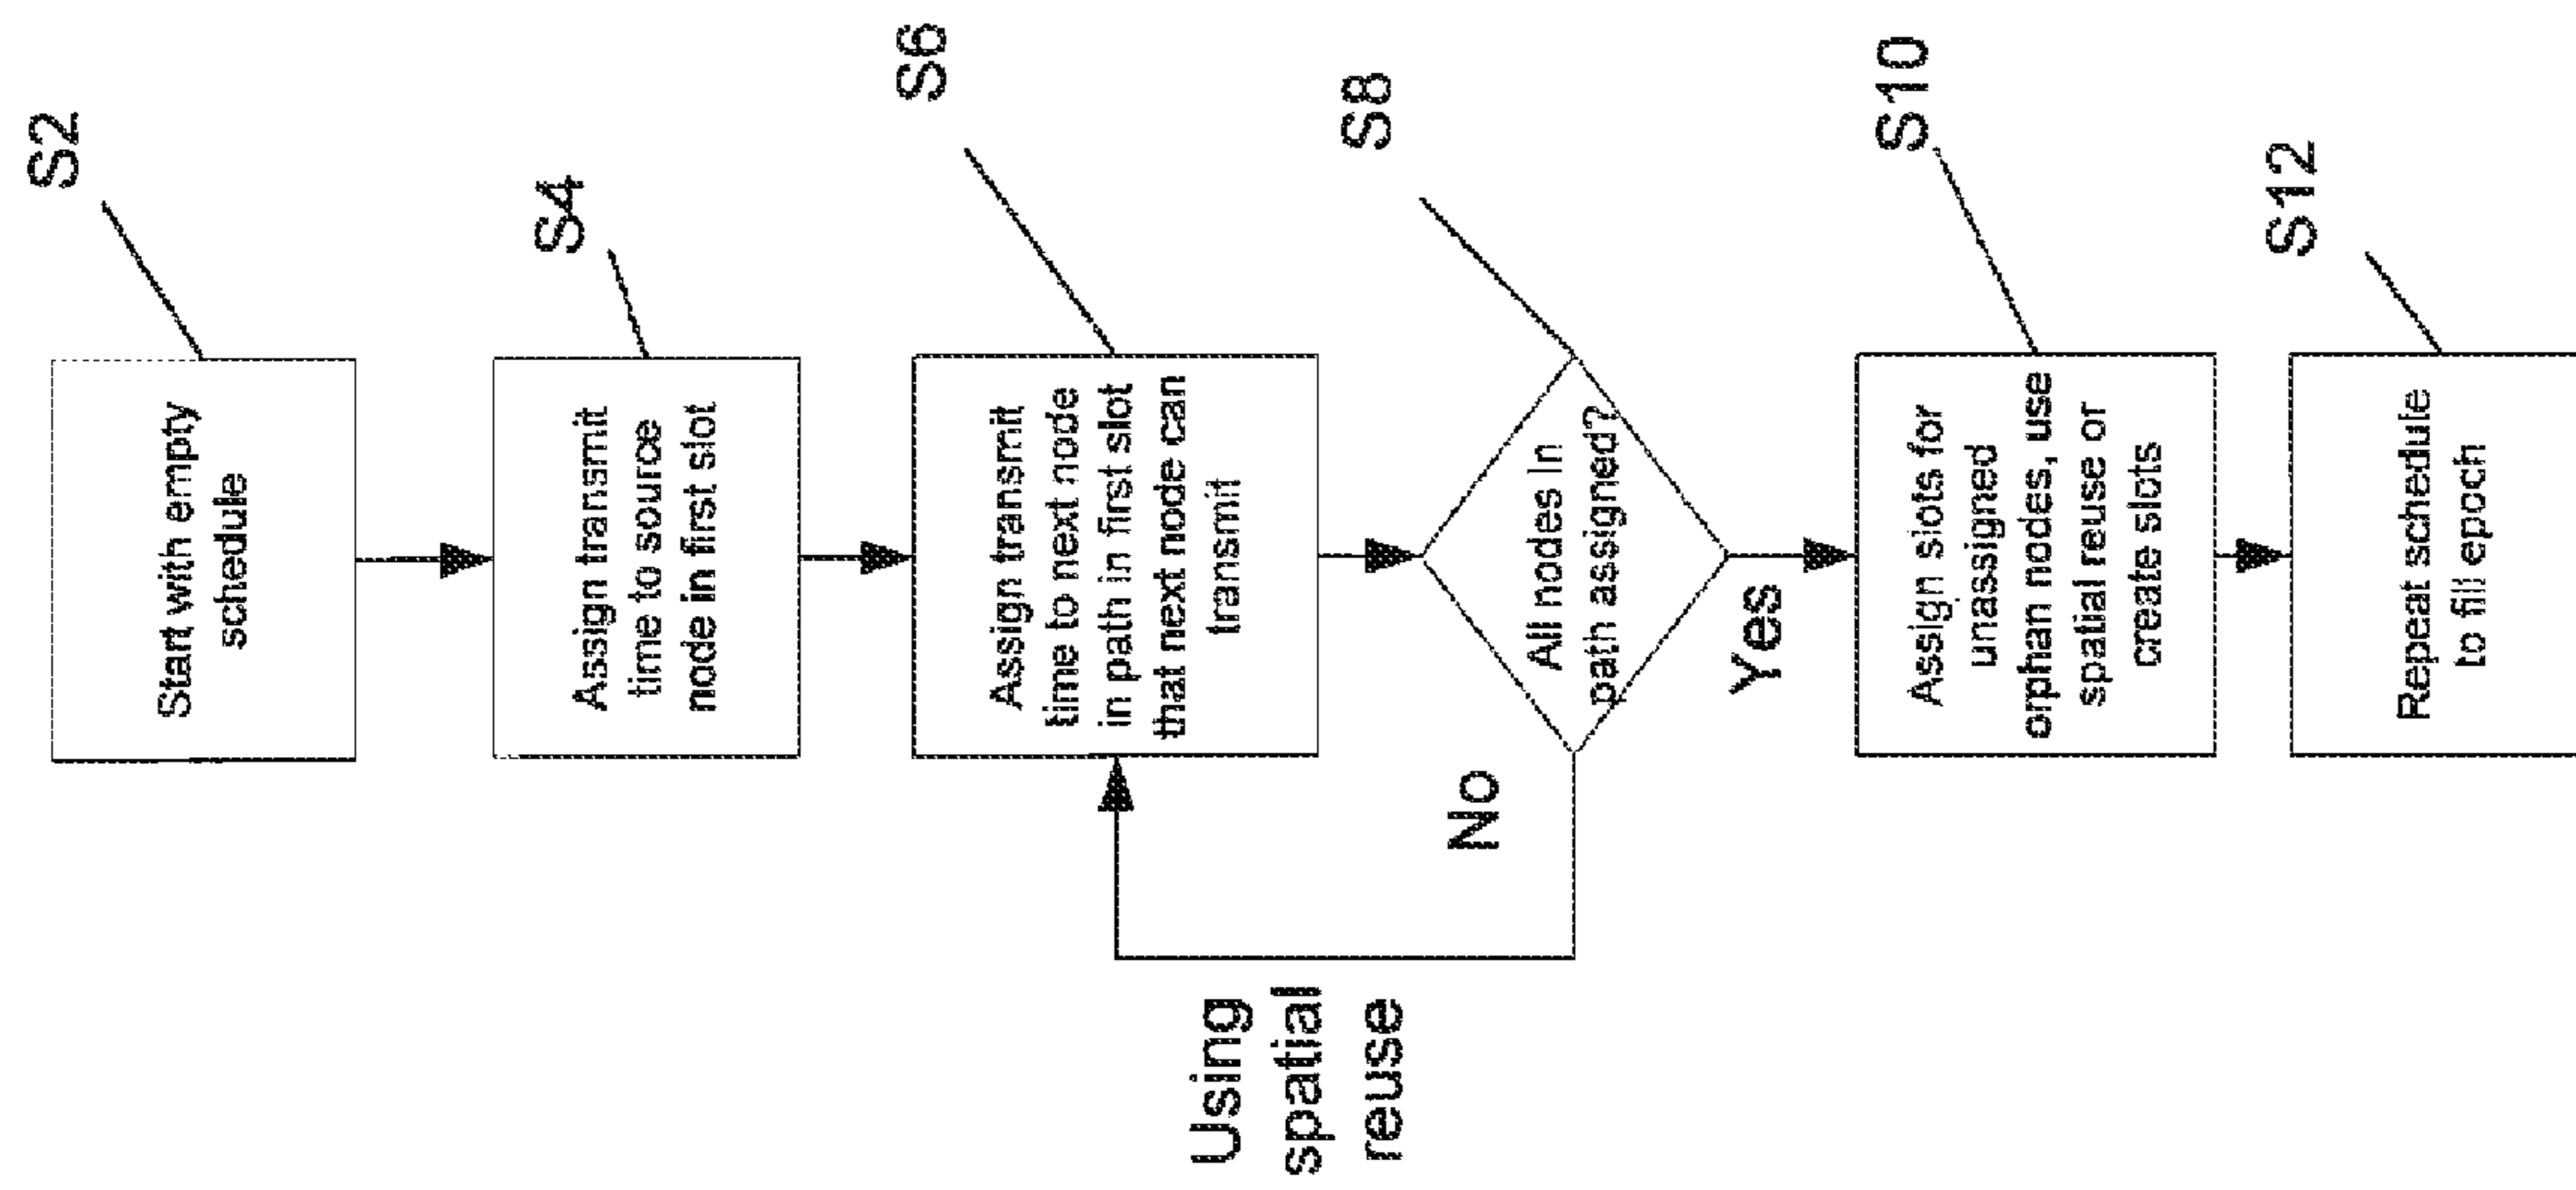 S2
Start with empty
schedule
S4
Assign transmit
time to source
node in first slot
S6
Assign transmit
time to next node
in path in first slot
that next node can
transmit
Using
spatial
reuse
S8
All nodes in
path assigned?
No
Yes
S10
Assign slots for
unassigned
orphan nodes, use
spatial reuse or
create slots
S12
Repeat schedule
to fill epoch